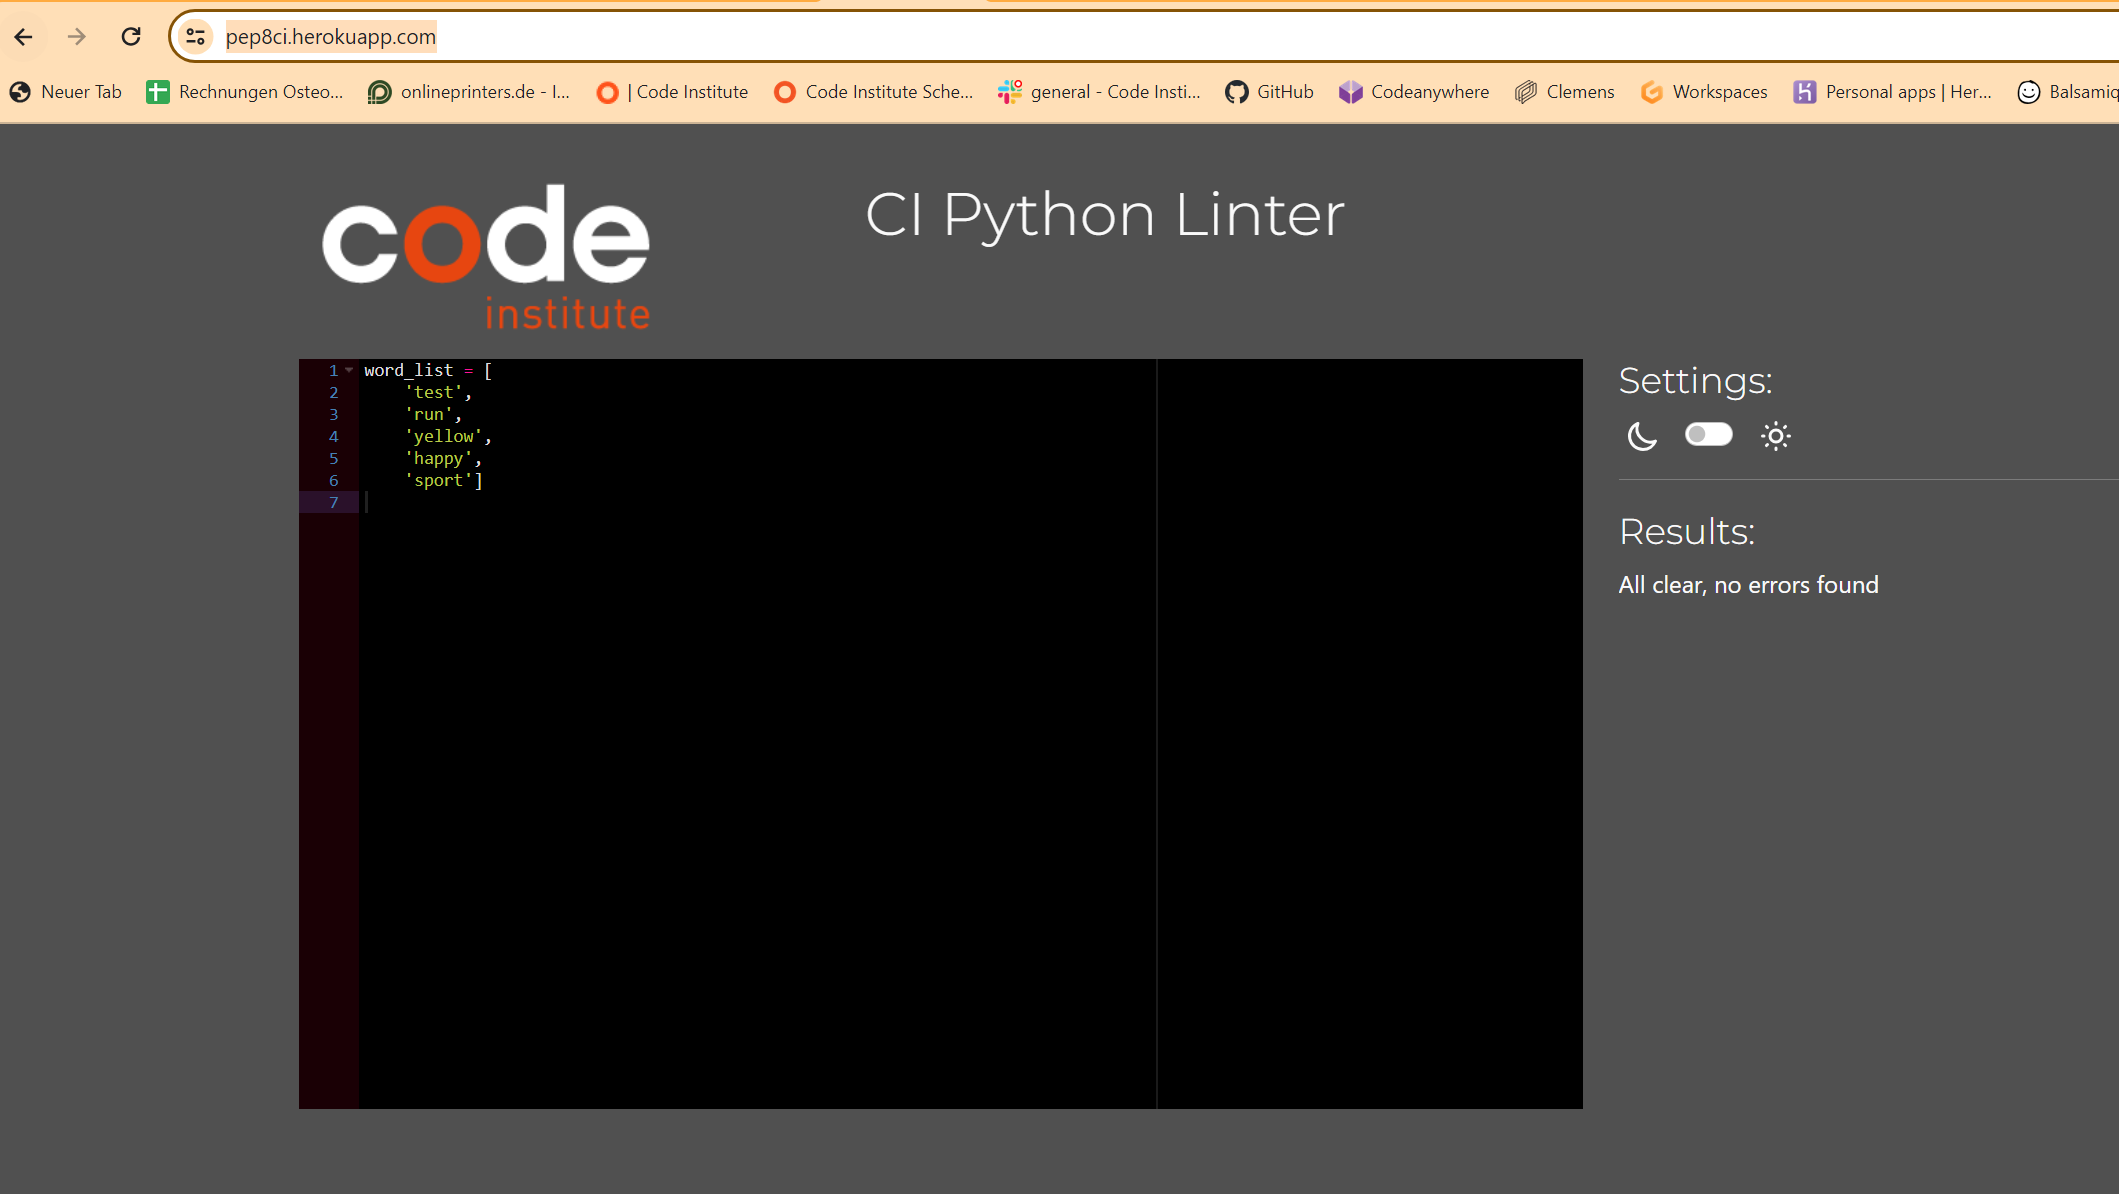 pep8ci.herokuapp.com
Neuer Tab Rechnungen Osteo... onlineprinters.de - I... | Code Institute Code Institute Sche... general - Code Insti... GitHub Codeanywhere Clemens Workspaces Personal apps | Her... Balsamiq
code
institute
CI Python Linter
1 word_list = [
2 'test',
3 'run',
4 'yellow',
5 'happy',
6 'sport']
7
Settings:
Results:
All clear, no errors found